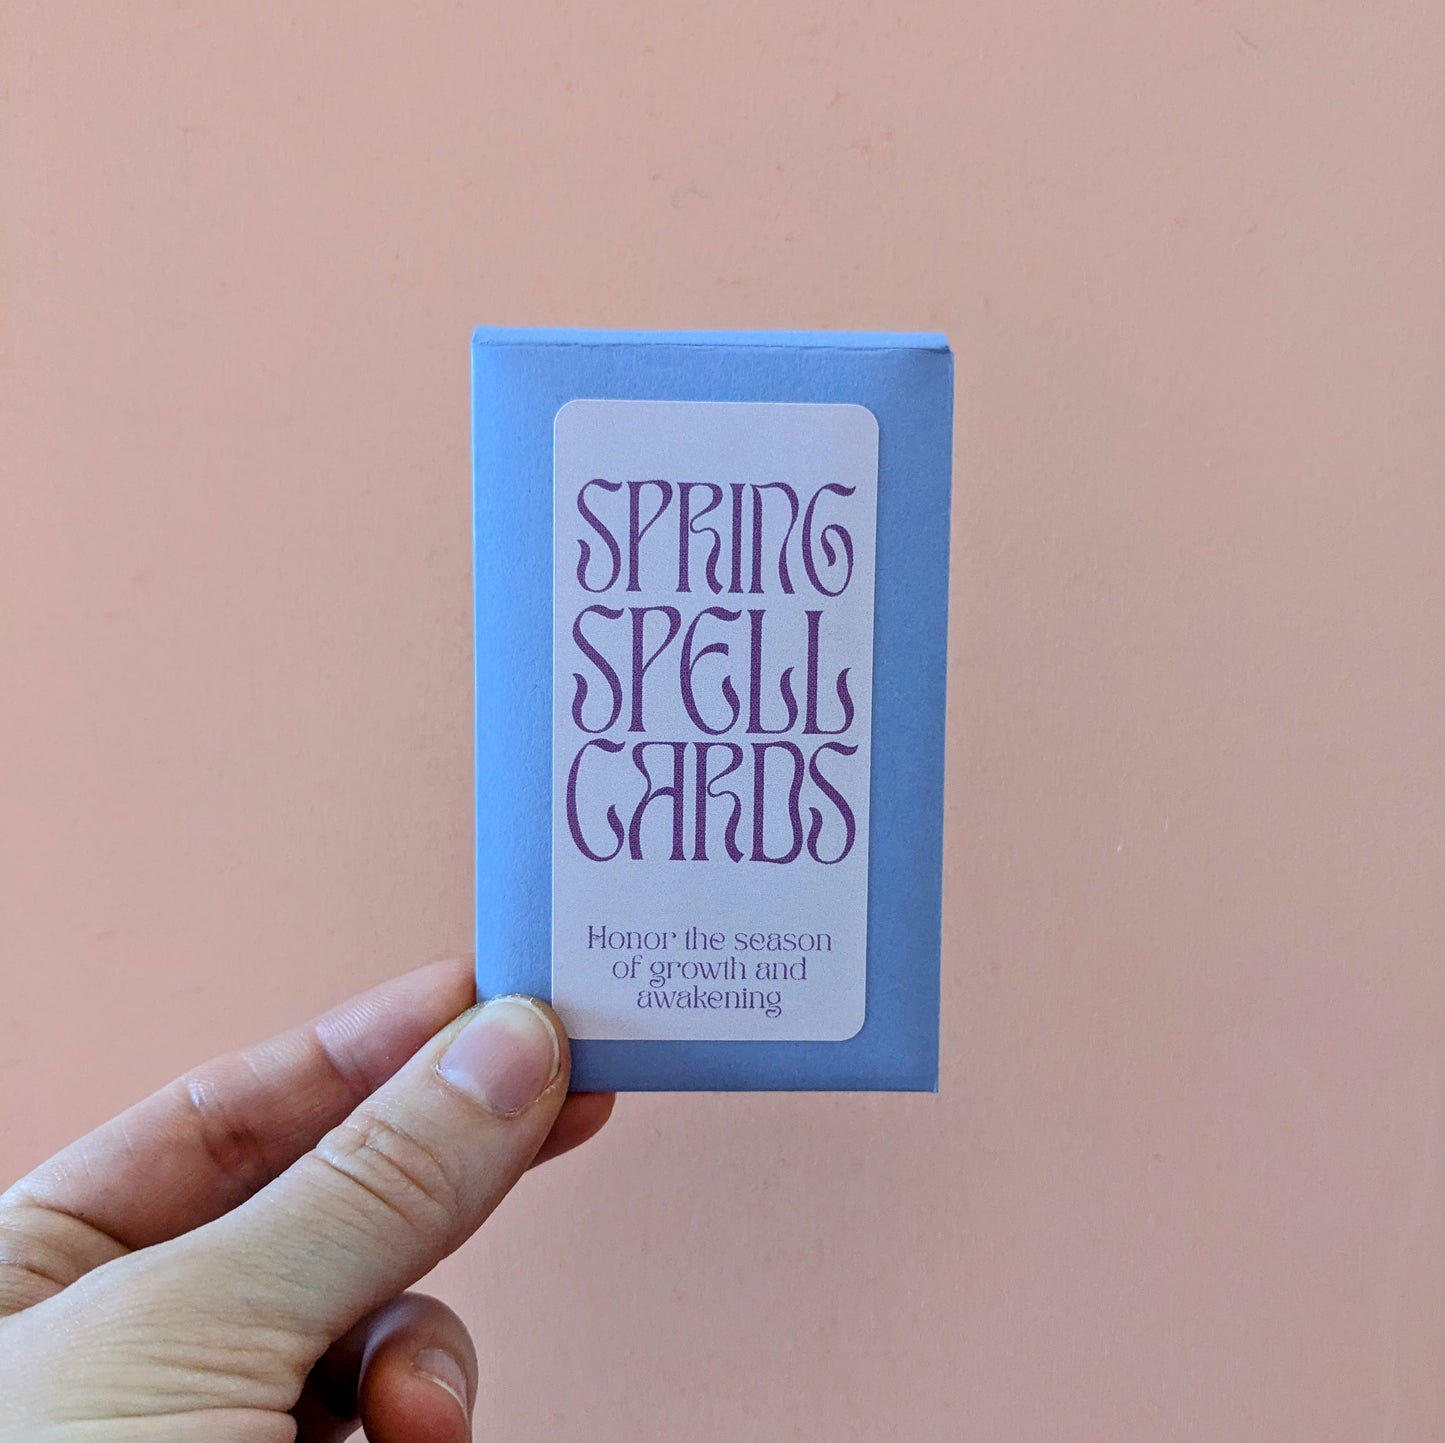 SPRING
SPELL
CARDS
Honor the season
of growth and
awakening